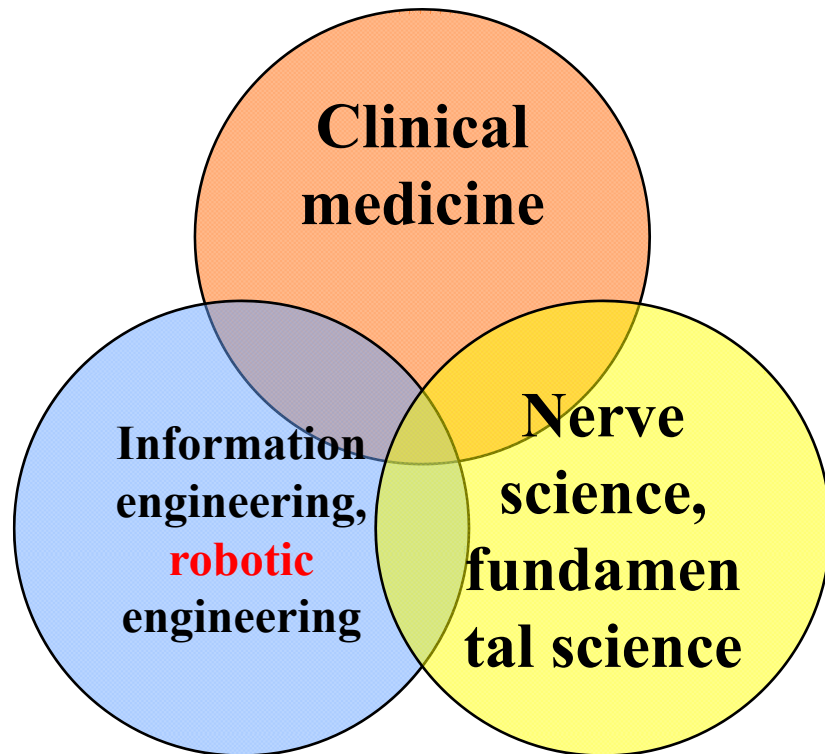 Clinical
medicine
Information
engineering,
robotic
engineering
Nerve
science,
fundamen
tal science